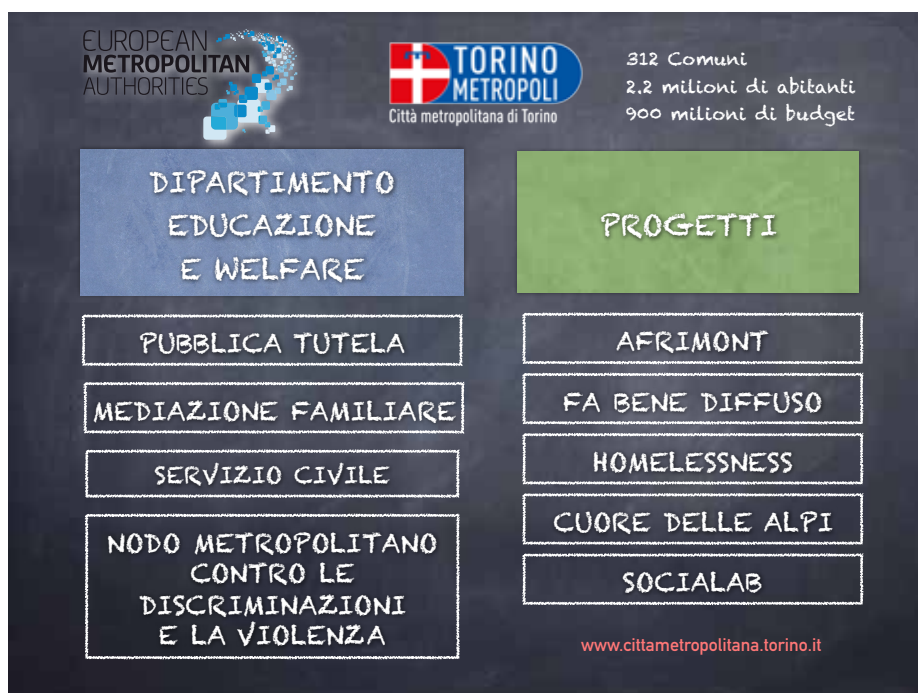 EUROPEAN
METROPOLITAN
AUTHORITIES
TORINO
METROPOLI
Città metropolitana di Torino
312 Comuni
2.2 milioni di abitanti
900 milioni di budget
DIPARTIMENTO
EDUCAZIONE
E WELFARE
PUBBLICA TUTELA
MEDIAZIONE FAMILIARE
SERVIZIO CIVILE
NODO METROPOLITANO
CONTRO LE
DISCRIMINAZIONI
E LA VIOLENZA
PROGETTI
AFRIMONT
FA BENE DIFFUSO
HOMELESSNESS
CUORE DELLE ALPI
SOCIALAB
www.cittametropolitana.torino.it